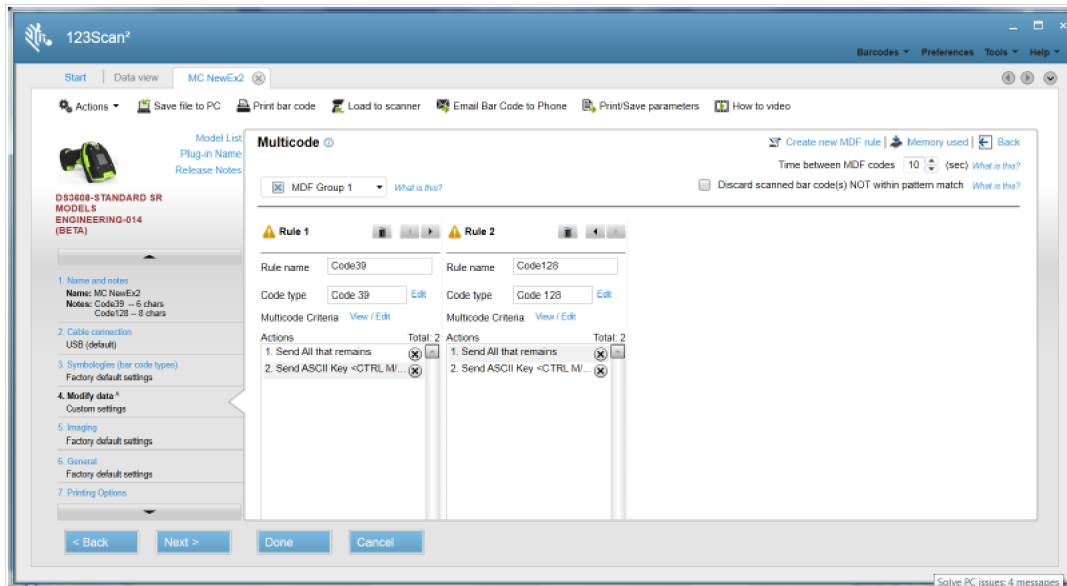 123Scan²
Barcodes Preferences Tools Help
Start Data view MC NewEx2
Actions Save file to PC Print bar code Load to scanner Email Bar Code to Phone Print/Save parameters How to video
Model List
Plug-in Name
Release Notes
DS3608-STANDARD SR
MODELS
ENGINEERING-014
(BETA)
1. Name and notes
Name: MC NewEx2
Notes: Code39 -- 6 chars
Code128 -- 8 chars
2. Cable connection
USB (default)
3. Symbologies (bar code types)
Factory default settings
4. Modify data ^
Custom settings
5. Imaging
Factory default settings
6. General
Factory default settings
7. Printing Options
Multicode
Create new MDF rule | Memory used | Back
Time between MDF codes 10 (sec) What is this?
MDF Group 1 What is this?
Discard scanned bar code(s) NOT within pattern match What is this?
Rule 1
Rule name Code39
Code type Code 39 Edit
Multicode Criteria View / Edit
Actions Total: 2
1. Send All that remains
2. Send ASCII Key <CTRL M/...
Rule 2
Rule name Code128
Code type Code 128 Edit
Multicode Criteria View / Edit
Actions Total: 2
1. Send All that remains
2. Send ASCII Key <CTRL M/...
< Back Next > Done Cancel
Solve PC issues: 4 messages